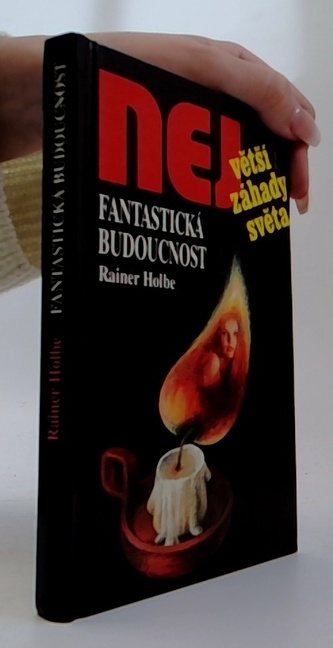 NEJ
větší
záhady
světa
FANTASTICKÁ
BUDOUCNOST
Rainer Holbe
Rainer Holbe FANTASTICKÁ BUDOUCNOST